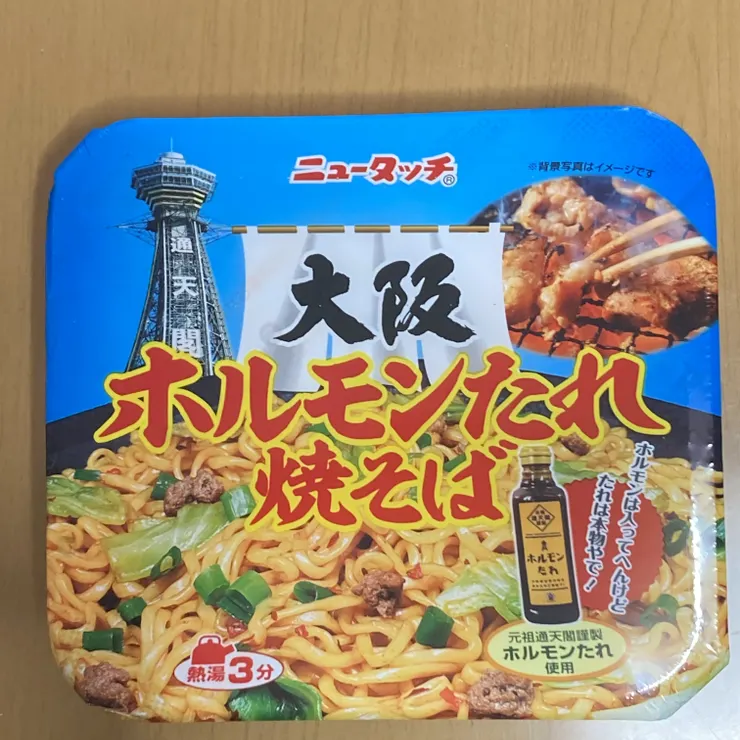 ニュータッチ®
※背景写真はイメージです
通天閣
大阪
ホルモンたれ
焼そば
ホルモンは入ってへんけど
たれは本物やで!
ホルモン
たれ
元祖通天閣謹製
ホルモンたれ
使用
熱湯3分